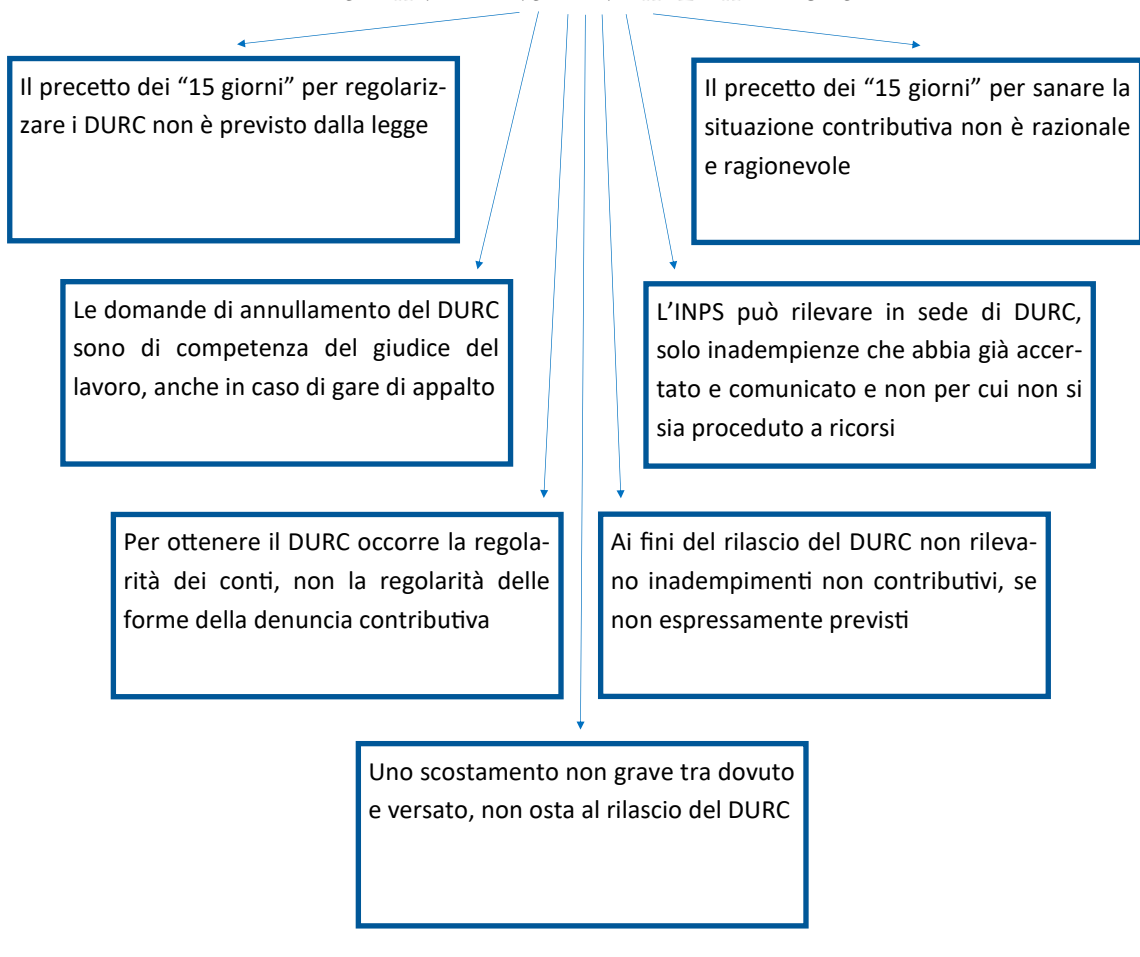 Il precetto dei “15 giorni” per regolariz-
zare i DURC non è previsto dalla legge
Il precetto dei “15 giorni” per sanare la
situazione contributiva non è razionale
e ragionevole
Le domande di annullamento del DURC
sono di competenza del giudice del
lavoro, anche in caso di gare di appalto
L’INPS può rilevare in sede di DURC,
solo inadempienze che abbia già accer-
tato e comunicato e non per cui non si
sia proceduto a ricorsi
Per ottenere il DURC occorre la regola-
rità dei conti, non la regolarità delle
forme della denuncia contributiva
Ai fini del rilascio del DURC non rileva-
no inadempimenti non contributivi, se
non espressamente previsti
Uno scostamento non grave tra dovuto
e versato, non osta al rilascio del DURC